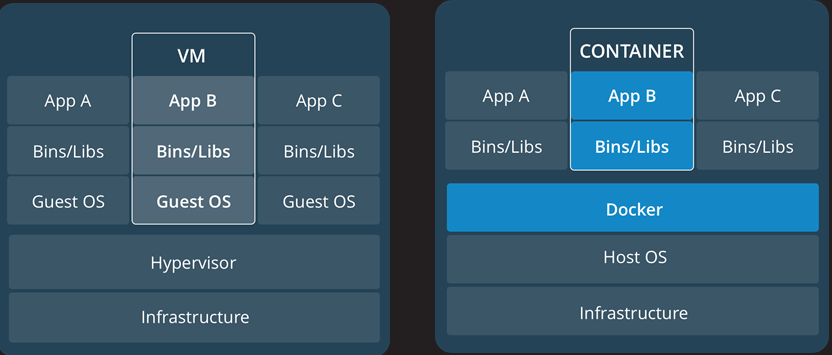 VM
App A
App B
App C
Bins/Libs
Bins/Libs
Bins/Libs
Guest OS
Guest OS
Guest OS
Hypervisor
Infrastructure
CONTAINER
App A
App B
App C
Bins/Libs
Bins/Libs
Bins/Libs
Docker
Host OS
Infrastructure